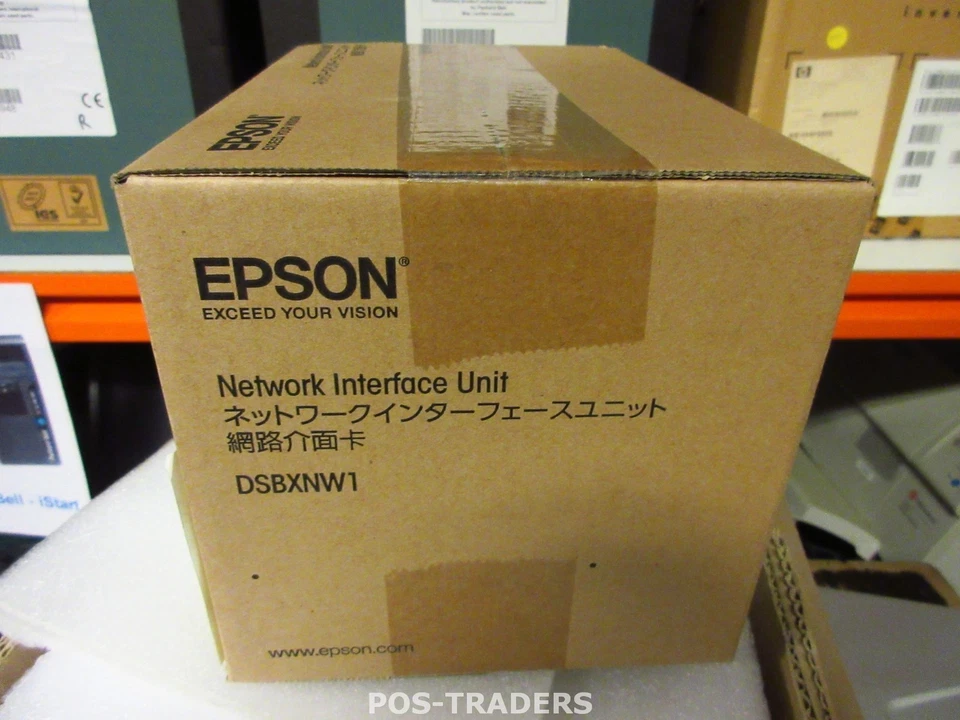 EPSON
EXCEED YOUR VISION
EPSON®
EXCEED YOUR VISION
Network Interface Unit
ネットワークインターフェースユニット
網路介面卡
DSBXNW1
www.epson.com
CE
R
hp
iStart
POS-TRADERS